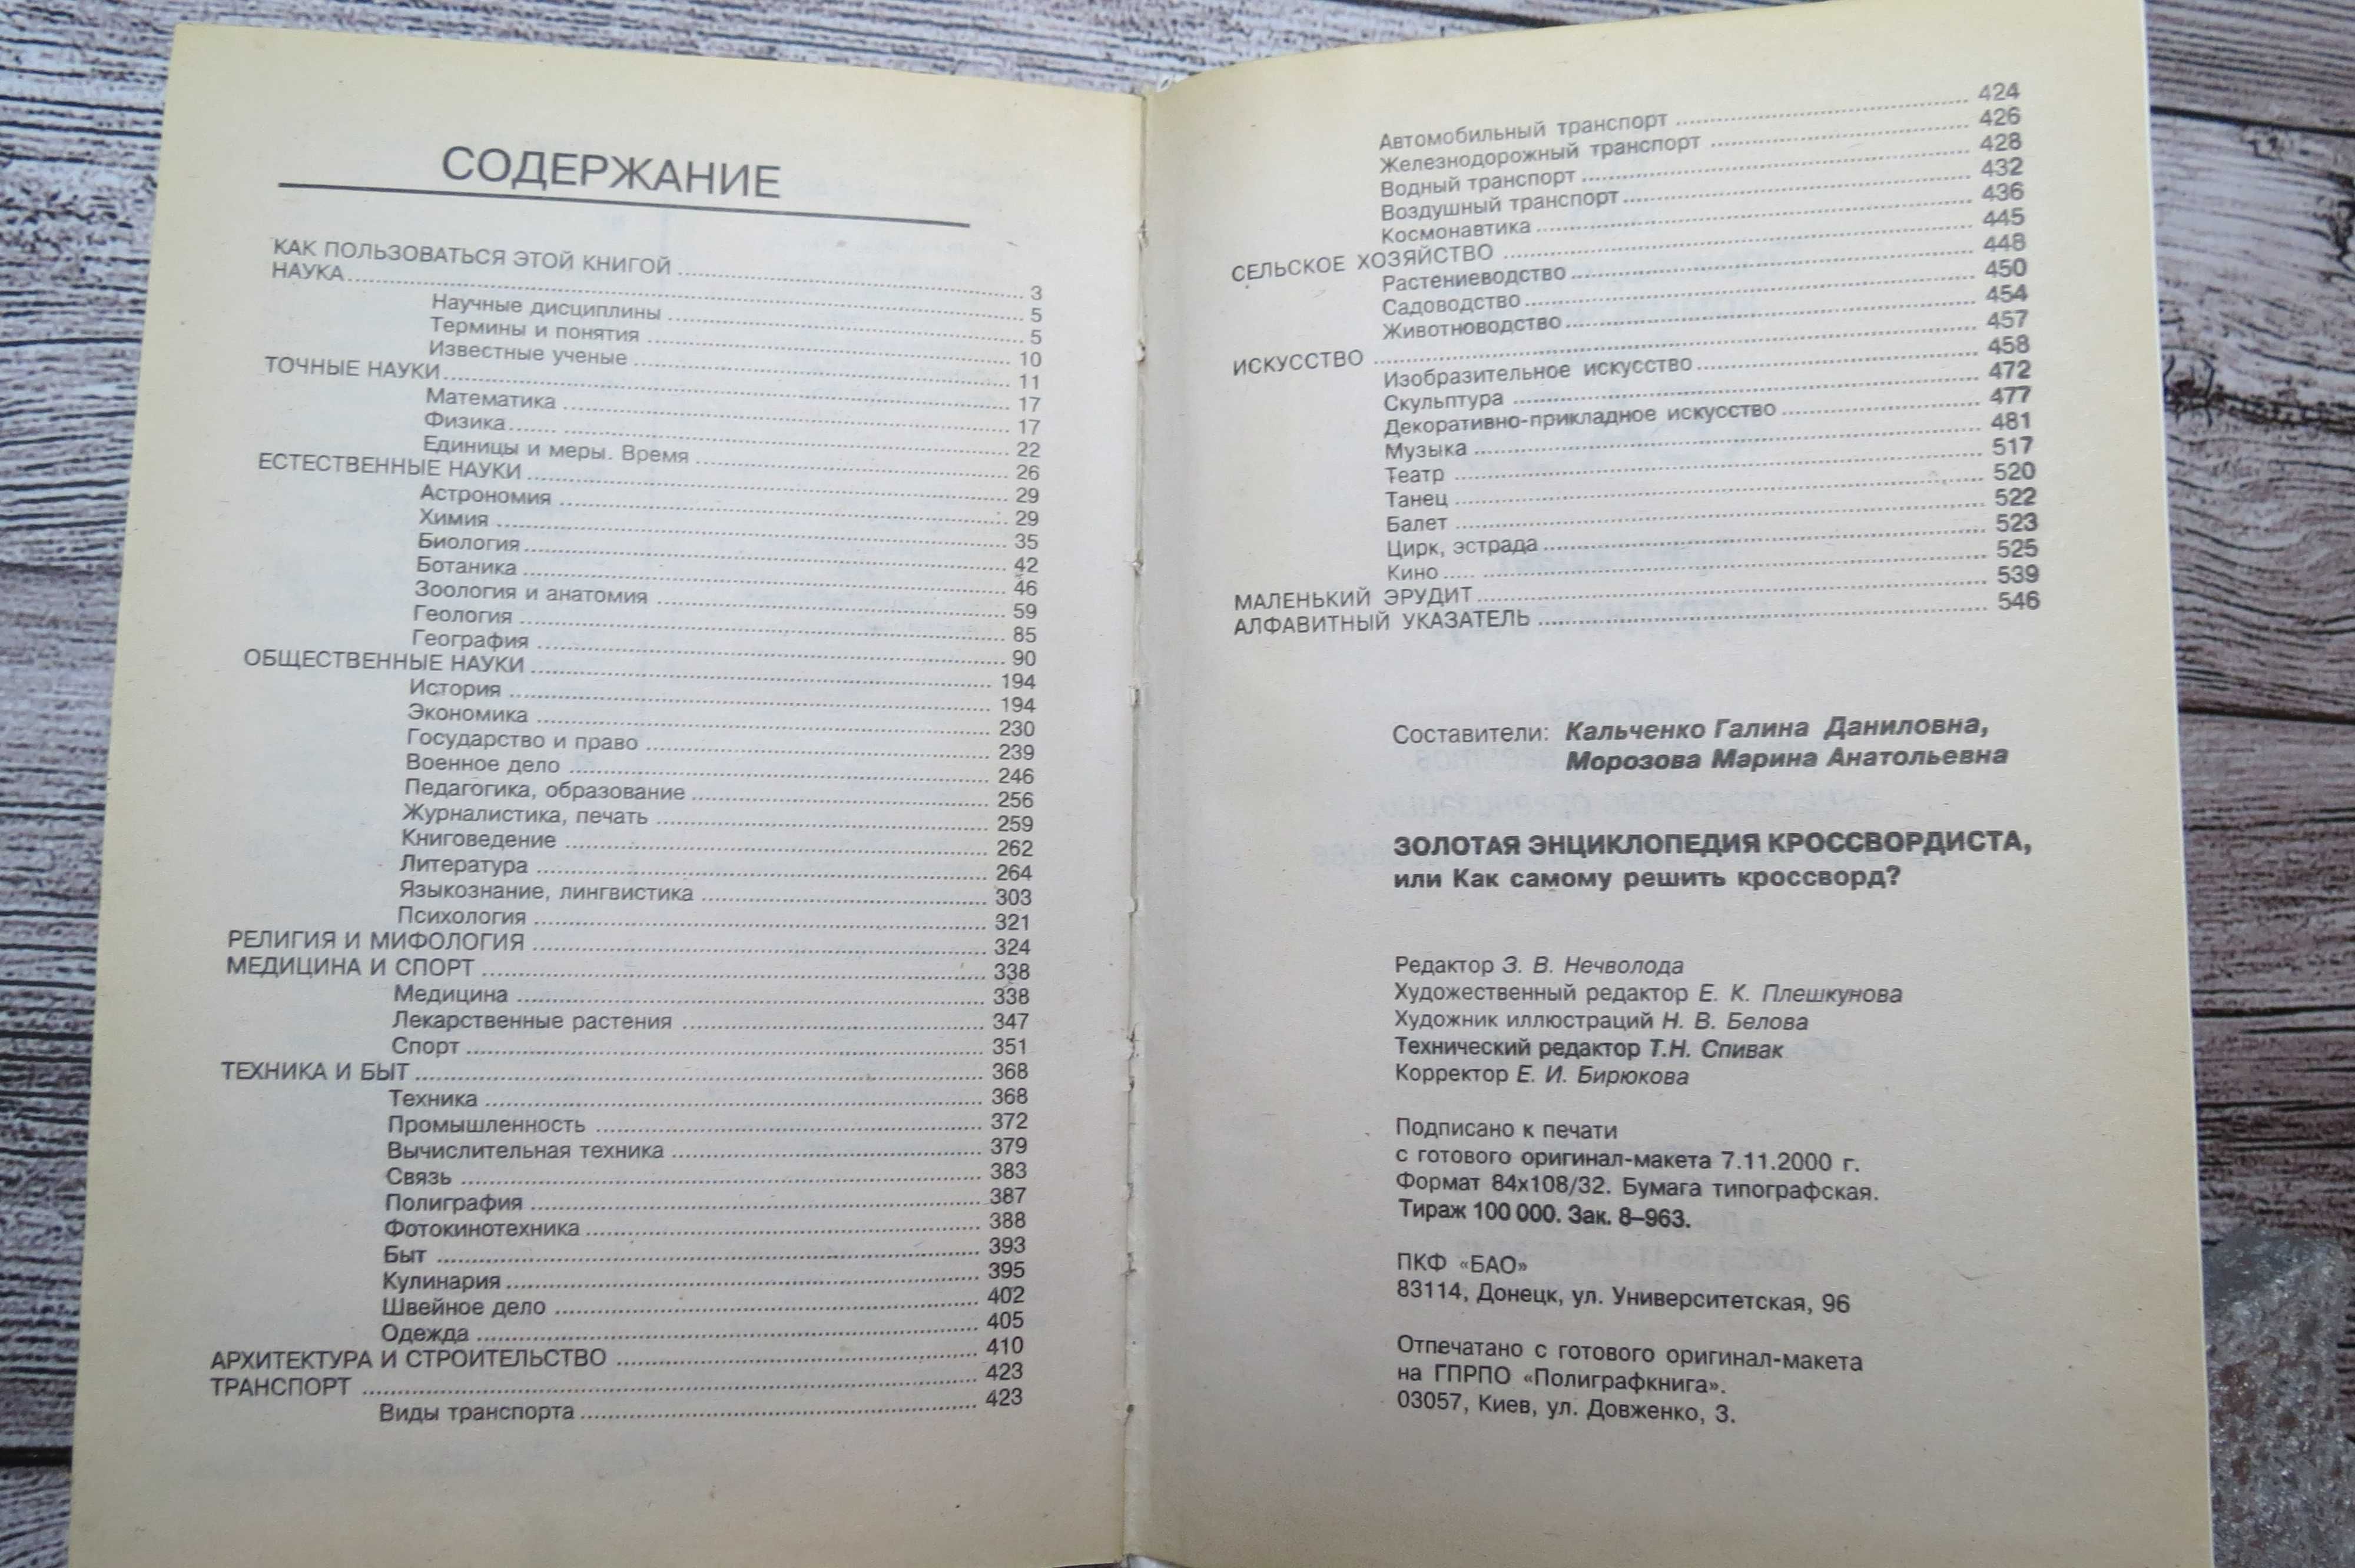 СОДЕРЖАНИЕ
КАК ПОЛЬЗОВАТЬСЯ ЭТОЙ КНИГОЙ ... 3
НАУКА ... 5
Научные дисциплины ... 5
Термины и понятия ... 10
Известные ученые ... 11
ТОЧНЫЕ НАУКИ ... 17
Математика ... 17
Физика ... 22
Единицы и меры. Время ... 26
ЕСТЕСТВЕННЫЕ НАУКИ ... 29
Астрономия ... 29
Химия ... 35
Биология ... 42
Ботаника ... 46
Зоология и анатомия ... 59
Геология ... 85
География ... 90
ОБЩЕСТВЕННЫЕ НАУКИ ... 194
История ... 194
Экономика ... 230
Государство и право ... 239
Военное дело ... 246
Педагогика, образование ... 256
Журналистика, печать ... 259
Книговедение ... 262
Литература ... 264
Языкознание, лингвистика ... 303
Психология ... 321
РЕЛИГИЯ И МИФОЛОГИЯ ... 324
МЕДИЦИНА И СПОРТ ... 338
Медицина ... 338
Лекарственные растения ... 347
Спорт ... 351
ТЕХНИКА И БЫТ ... 368
Техника ... 368
Промышленность ... 372
Вычислительная техника ... 379
Связь ... 383
Полиграфия ... 387
Фотокинотехника ... 388
Быт ... 393
Кулинария ... 395
Швейное дело ... 402
Одежда ... 405
АРХИТЕКТУРА И СТРОИТЕЛЬСТВО ... 410
ТРАНСПОРТ ... 423
Виды транспорта ... 423
Автомобильный транспорт ... 424
Железнодорожный транспорт ... 426
Водный транспорт ... 428
Воздушный транспорт ... 432
Космонавтика ... 436
СЕЛЬСКОЕ ХОЗЯЙСТВО ... 445
Растениеводство ... 448
Садоводство ... 450
Животноводство ... 454
ИСКУССТВО ... 457
Изобразительное искусство ... 458
Скульптура ... 472
Декоративно-прикладное искусство ... 477
Музыка ... 481
Театр ... 517
Танец ... 520
Балет ... 522
Цирк, эстрада ... 523
Кино ... 525
МАЛЕНЬКИЙ ЭРУДИТ ... 539
АЛФАВИТНЫЙ УКАЗАТЕЛЬ ... 546
Составители: Кальченко Галина Даниловна,
Морозова Марина Анатольевна
ЗОЛОТАЯ ЭНЦИКЛОПЕДИЯ КРОССВОРДИСТА,
или Как самому решить кроссворд?
Редактор З. В. Нечволода
Художественный редактор Е. К. Плешкунова
Художник иллюстраций Н. В. Белова
Технический редактор Т.Н. Спивак
Корректор Е. И. Бирюкова
Подписано к печати
с готового оригинал-макета 7.11.2000 г.
Формат 84х108/32. Бумага типографская.
Тираж 100 000. Зак. 8–963.
ПКФ «БАО»
83114, Донецк, ул. Университетская, 96
Отпечатано с готового оригинал-макета
на ГПРПО «Полиграфкнига».
03057, Киев, ул. Довженко, 3.